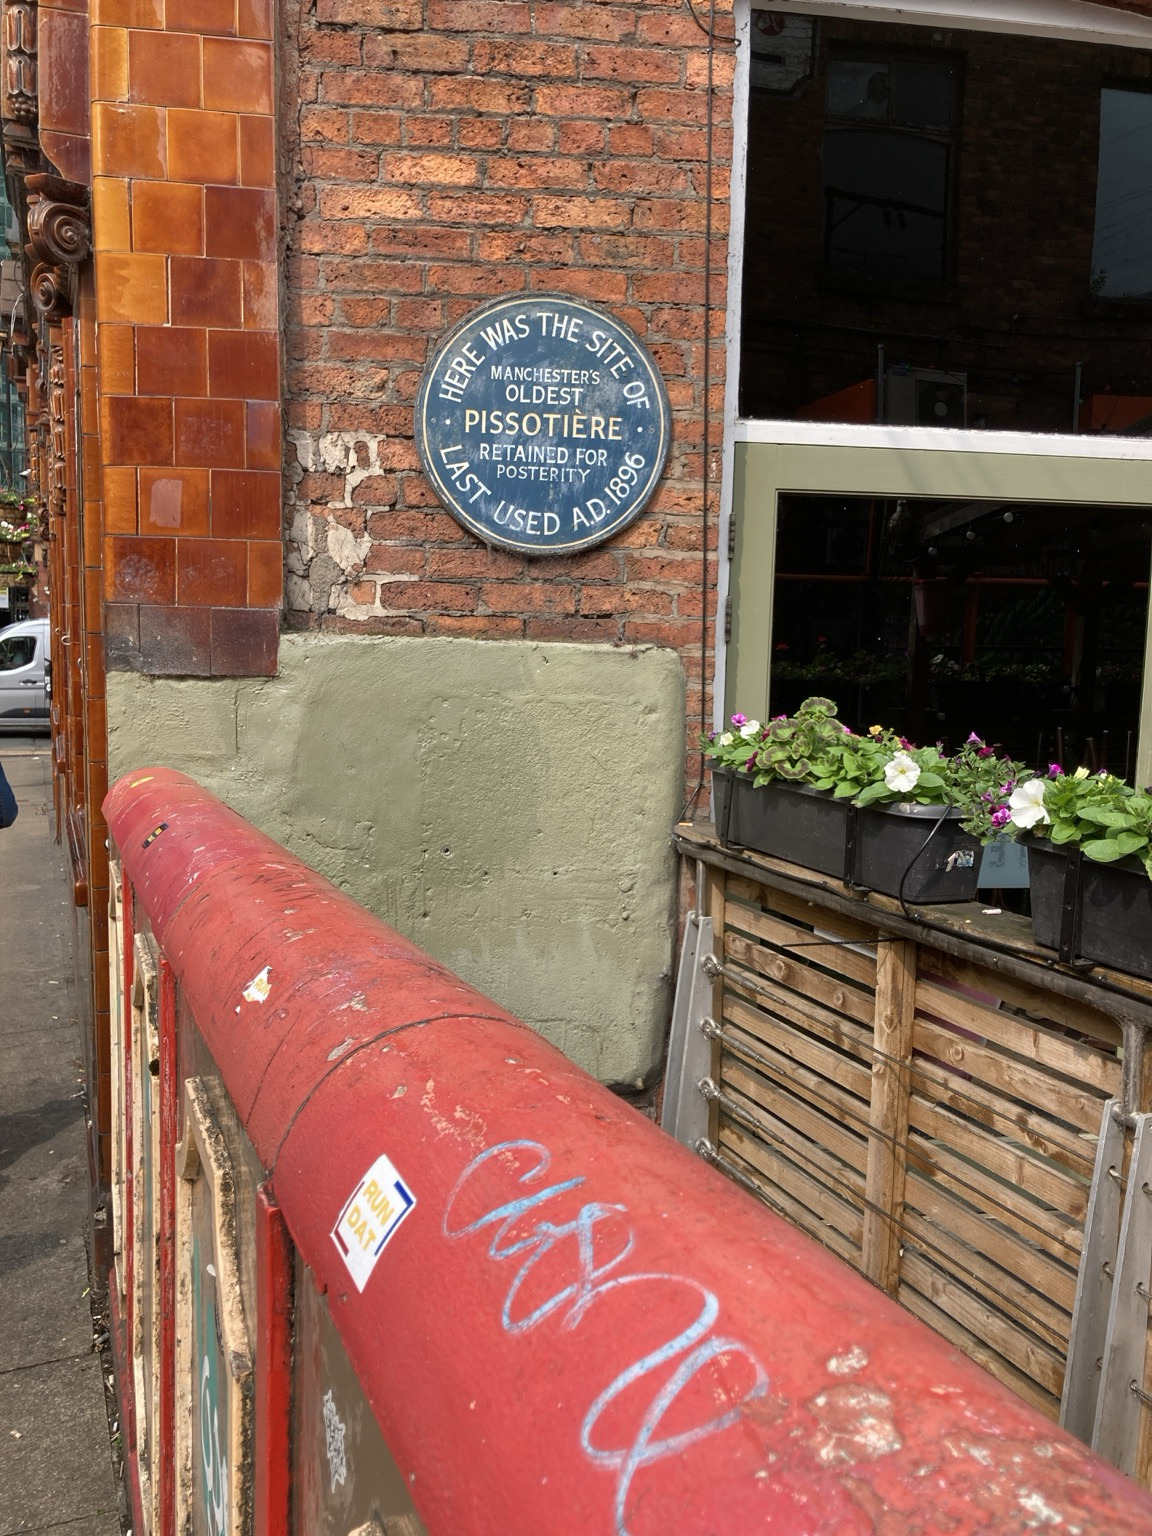 HERE WAS THE SITE OF
MANCHESTER'S
OLDEST
PISSOTIÈRE
RETAINED FOR
POSTERITY
LAST USED A.D. 1896
RUN
DAT